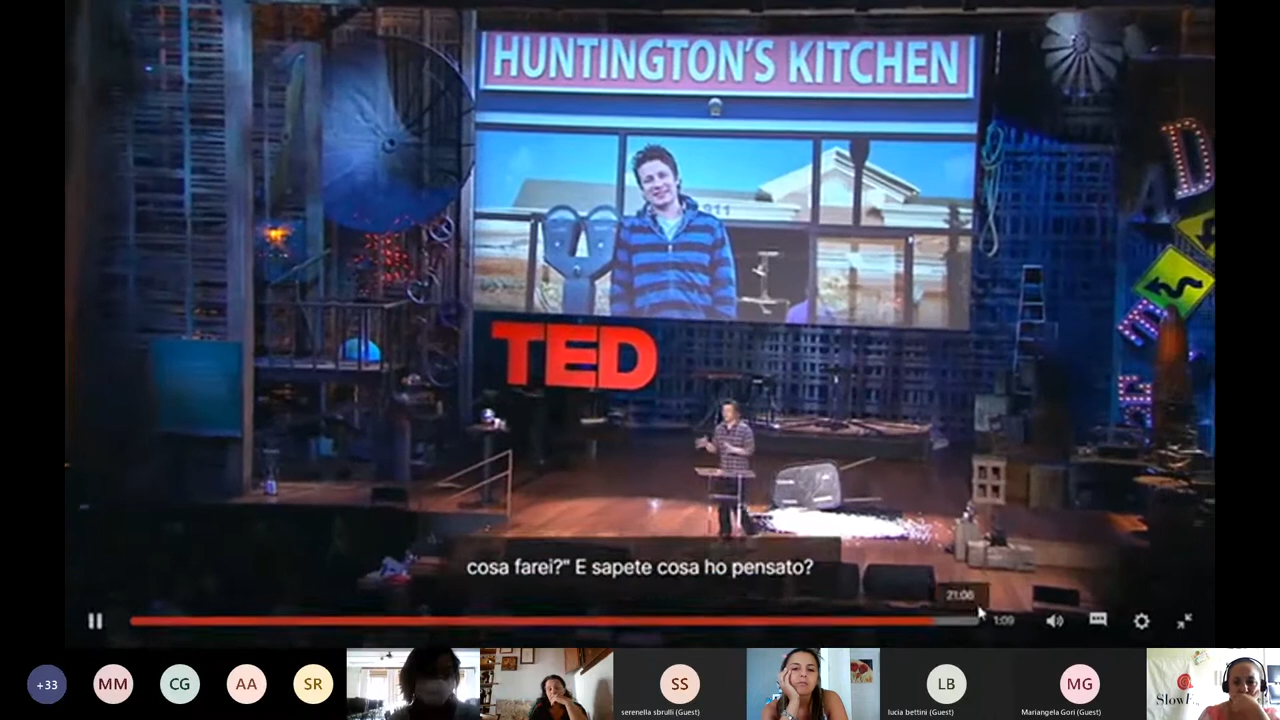 HUNTINGTON'S KITCHEN
911
TED
cosa farei?" E sapete cosa ho pensato?
21:06
1:09
+33
MM
CG
AA
SR
SS
serenella sbrulli (Guest)
LB
lucia bettini (Guest)
MG
Mariangela Gori (Guest)